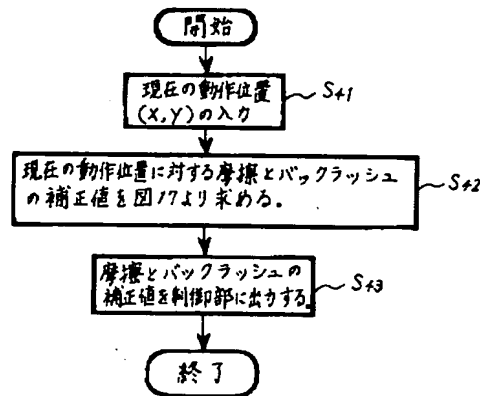 開始
現在の動作位置
(X,Y)の入力
S41
現在の動作位置に対する摩擦とバックラッシュ
の補正値を図17より求める。
S42
摩擦とバックラッシュの
補正値を制御部に出力する。
S43
終了